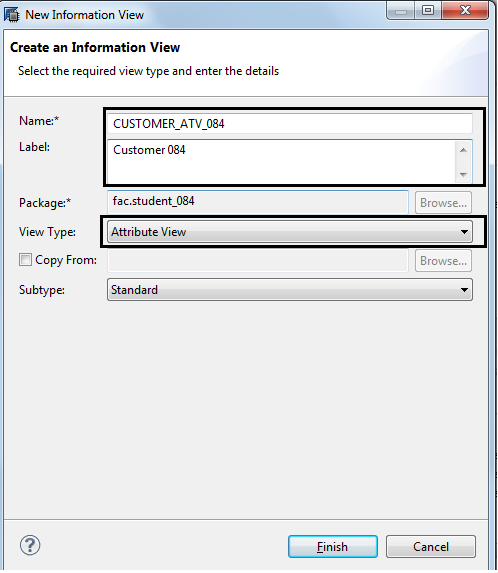 New Information View
Create an Information View
Select the required view type and enter the details
Name:* CUSTOMER_ATV_084
Label: Customer 084
Package:* fac.student_084 Browse...
View Type: Attribute View
Copy From: Browse...
Subtype: Standard
? Finish Cancel